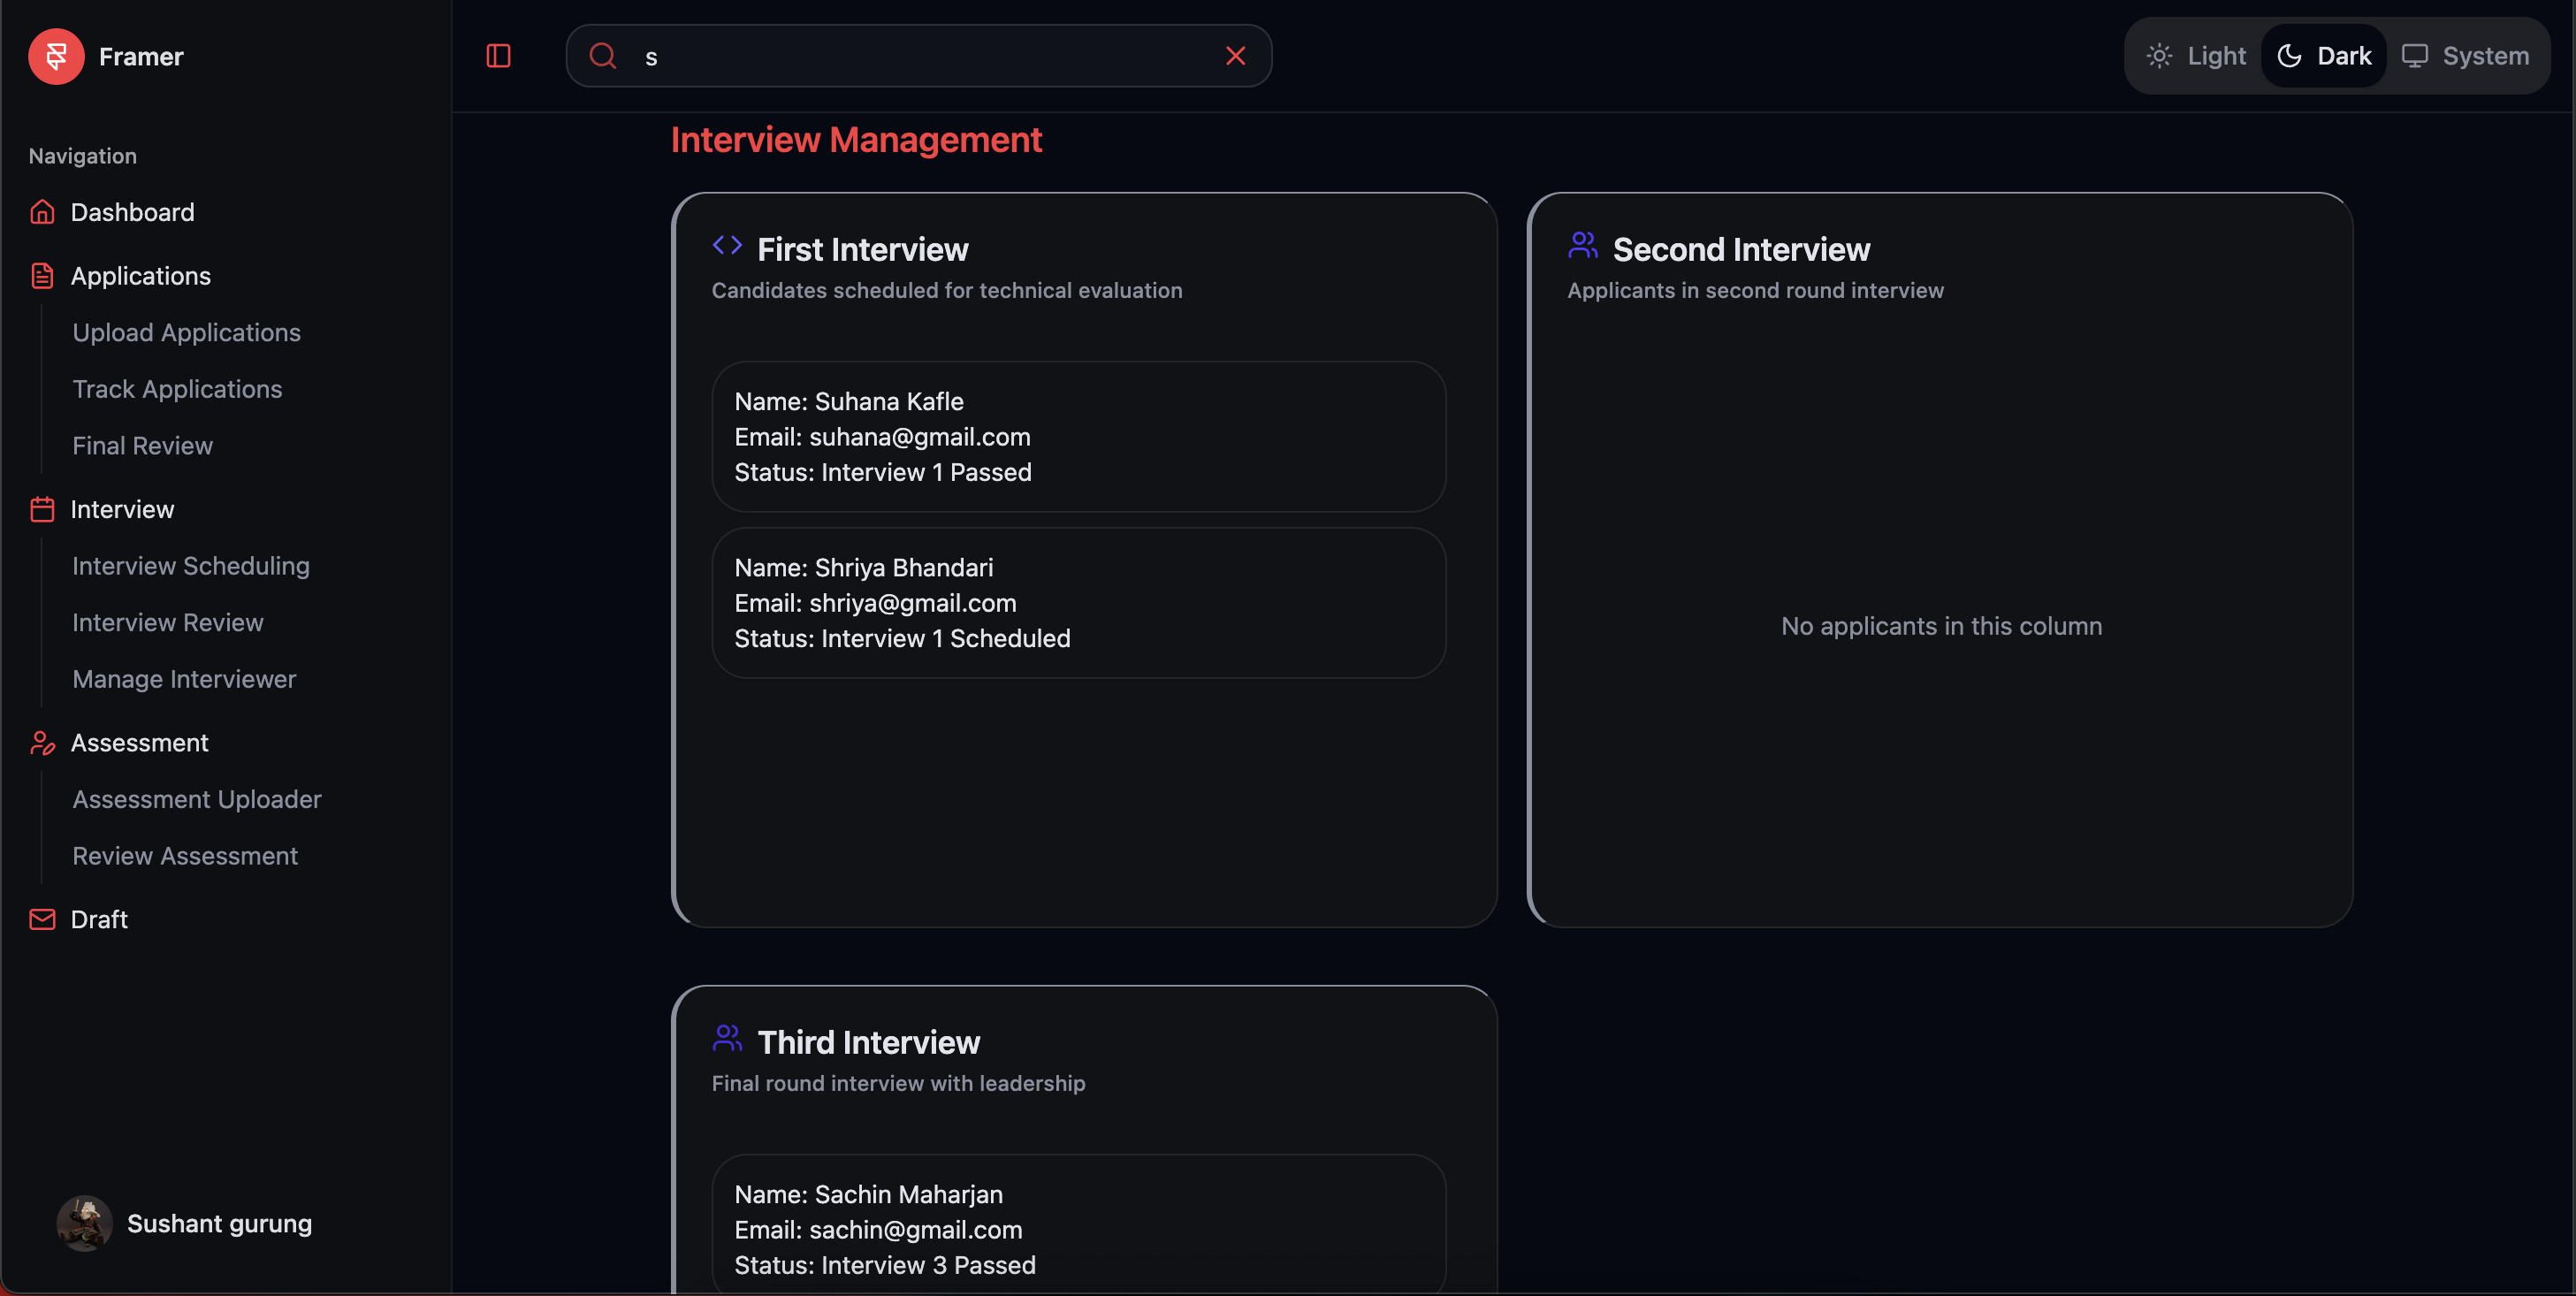 Framer
Navigation
Dashboard
Applications
Upload Applications
Track Applications
Final Review
Interview
Interview Scheduling
Interview Review
Manage Interviewer
Assessment
Assessment Uploader
Review Assessment
Draft
Sushant gurung
s
Light
Dark
System
Interview Management
First Interview
Candidates scheduled for technical evaluation
Name: Suhana Kafle
Email: suhana@gmail.com
Status: Interview 1 Passed
Name: Shriya Bhandari
Email: shriya@gmail.com
Status: Interview 1 Scheduled
Second Interview
Applicants in second round interview
No applicants in this column
Third Interview
Final round interview with leadership
Name: Sachin Maharjan
Email: sachin@gmail.com
Status: Interview 3 Passed